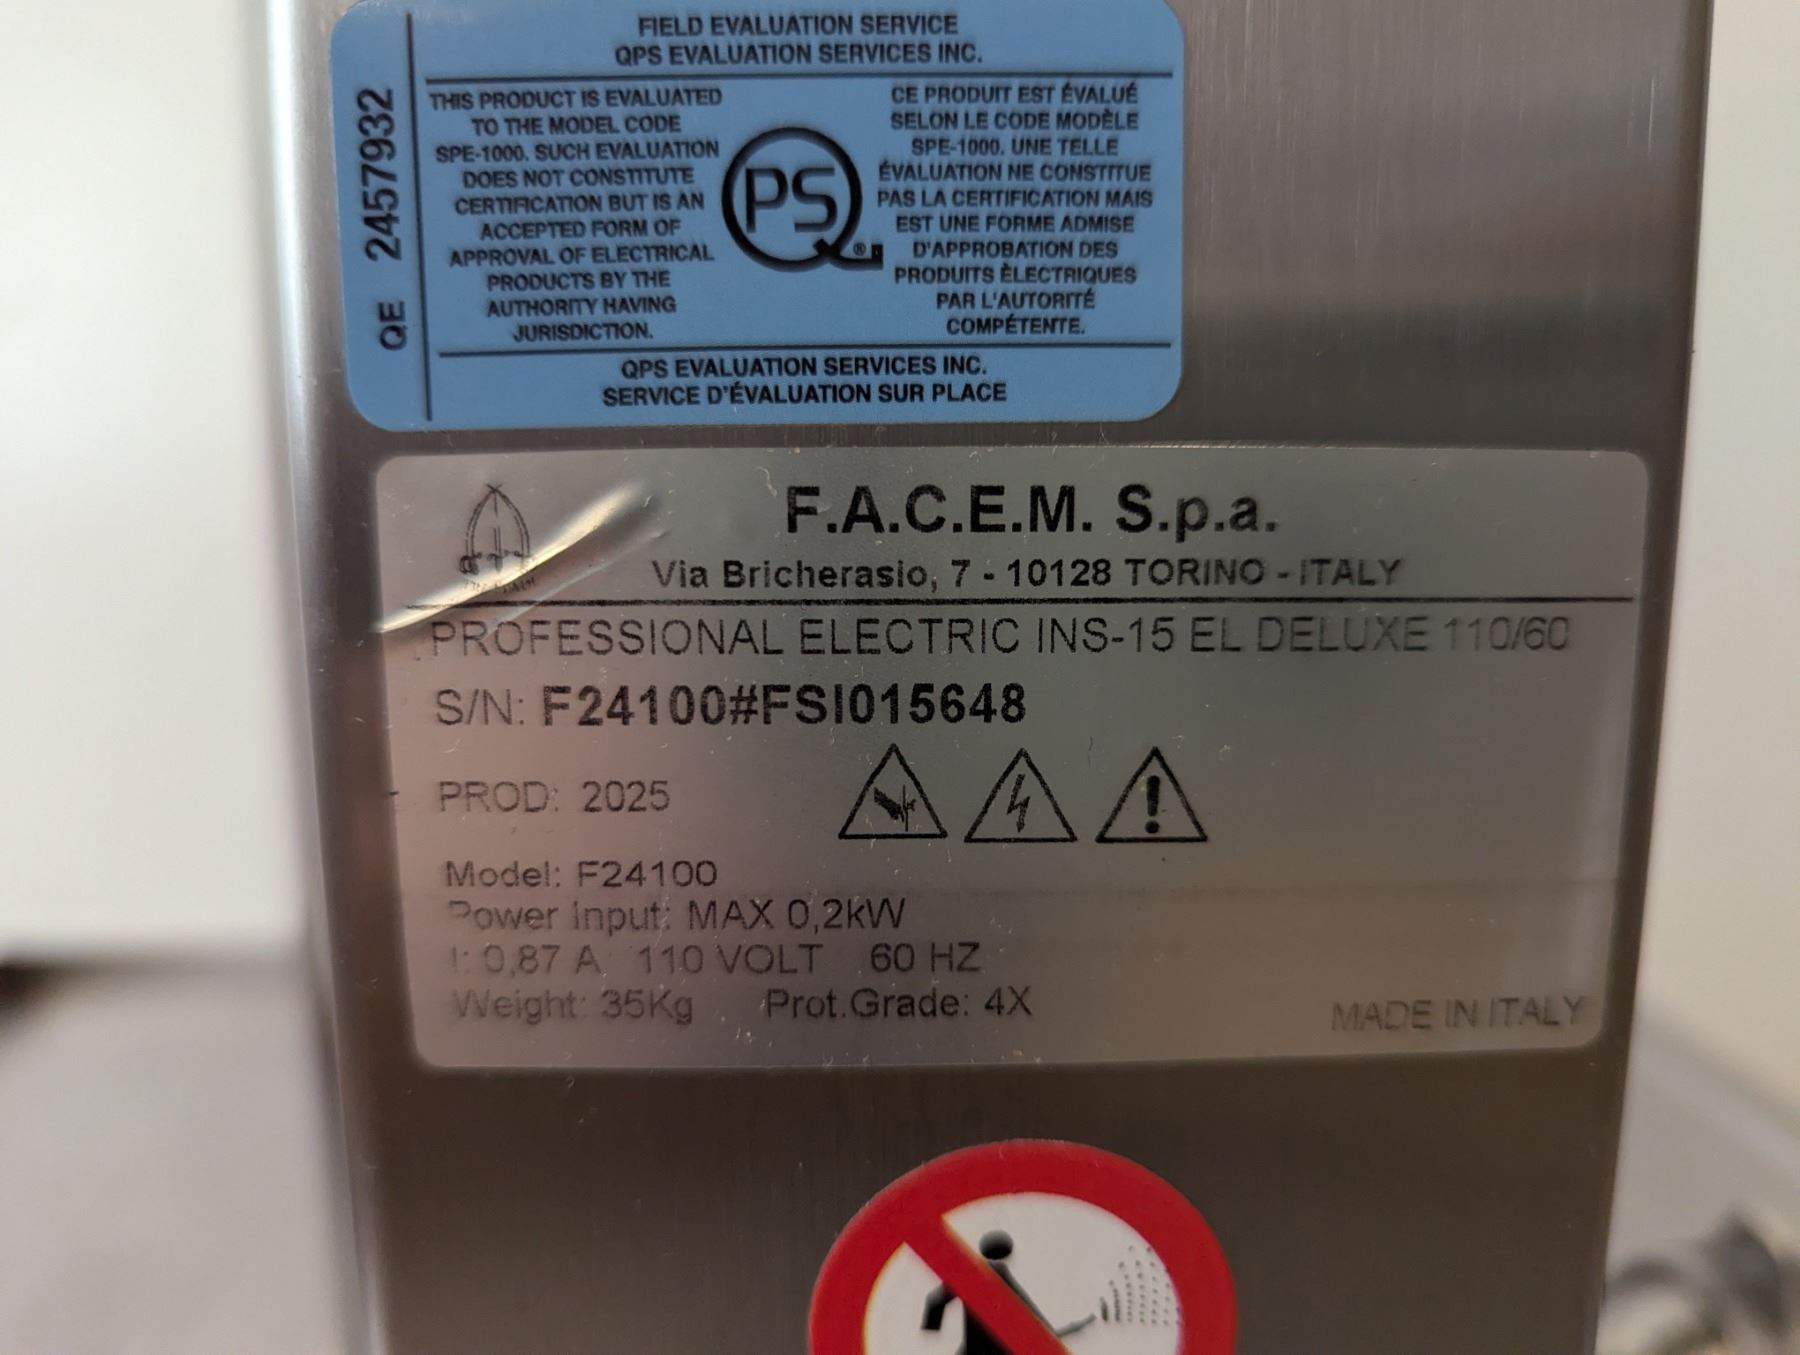 FIELD EVALUATION SERVICE
QPS EVALUATION SERVICES INC.
QE 2457932
THIS PRODUCT IS EVALUATED
TO THE MODEL CODE
SPE-1000. SUCH EVALUATION
DOES NOT CONSTITUTE
CERTIFICATION BUT IS AN
ACCEPTED FORM OF
APPROVAL OF ELECTRICAL
PRODUCTS BY THE
AUTHORITY HAVING
JURISDICTION.
QPS ®
CE PRODUIT EST ÉVALUÉ
SELON LE CODE MODÈLE
SPE-1000. UNE TELLE
ÉVALUATION NE CONSTITUE
PAS LA CERTIFICATION MAIS
EST UNE FORME ADMISE
D'APPROBATION DES
PRODUITS ÈLECTRIQUES
PAR L'AUTORITÉ
COMPÉTENTE.
QPS EVALUATION SERVICES INC.
SERVICE D'ÉVALUATION SUR PLACE
F.A.C.E.M. S.p.a.
Via Bricherasio, 7 - 10128 TORINO - ITALY
PROFESSIONAL ELECTRIC INS-15 EL DELUXE 110/60
S/N: F24100#FSI015648
PROD: 2025
Model: F24100
Power Input: MAX 0,2kW
I: 0,87 A 110 VOLT 60 HZ
Weight: 35Kg Prot.Grade: 4X
MADE IN ITALY